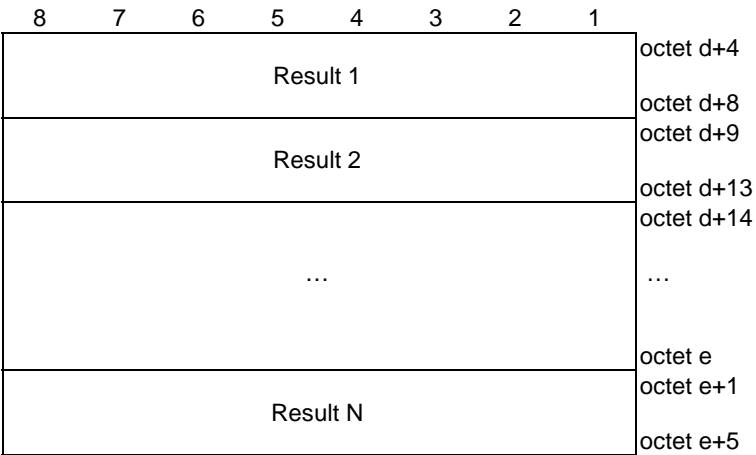 8 7 6 5 4 3 2 1
octet d+4
Result 1
octet d+8
octet d+9
Result 2
octet d+13
octet d+14
… …
octet e
octet e+1
Result N
octet e+5